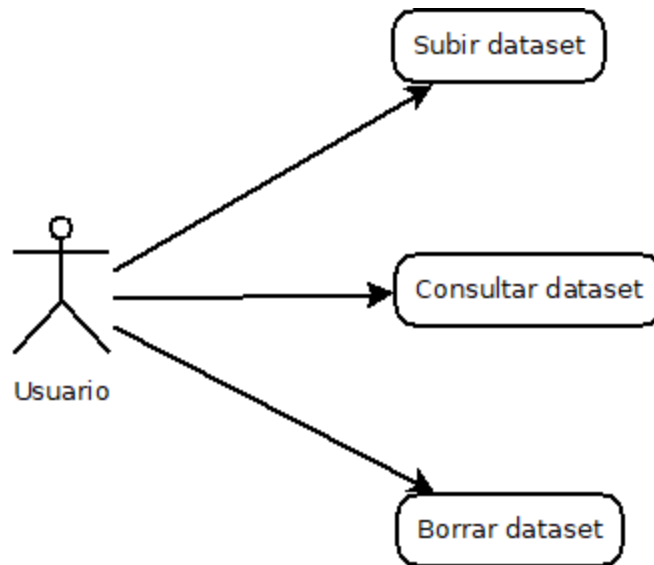 Subir dataset
Consultar dataset
Usuario
Borrar dataset